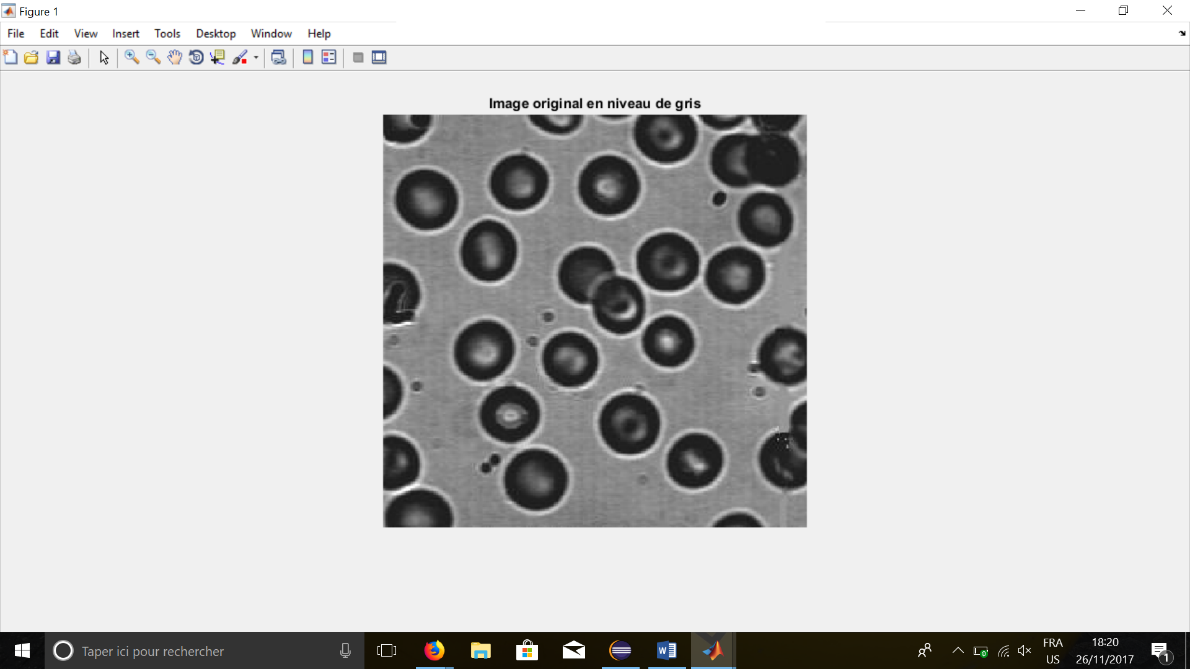 Figure 1
File Edit View Insert Tools Desktop Window Help
Image original en niveau de gris
Taper ici pour rechercher
FRA
US
18:20
26/11/2017
1